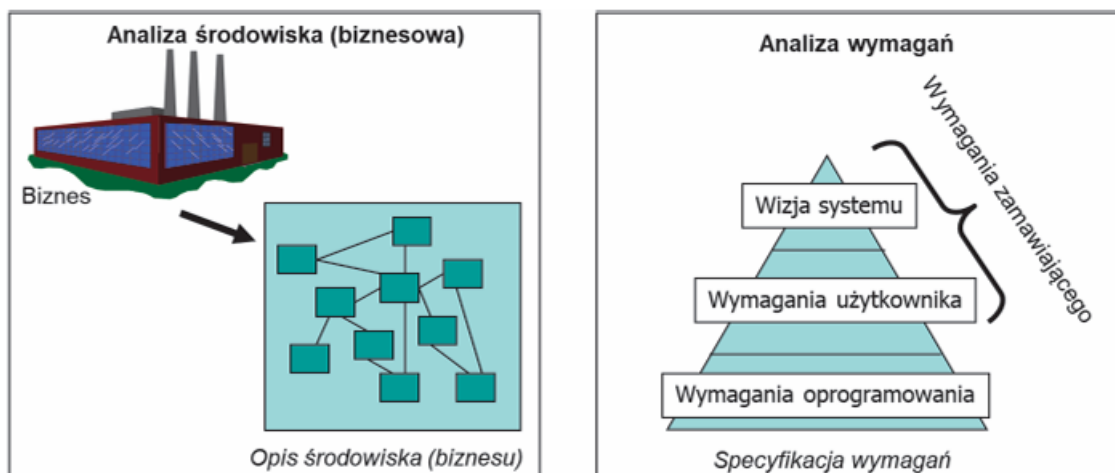 Analiza środowiska (biznesowa)
Biznes
Opis środowiska (biznesu)
Analiza wymagań
Wymagania zamawiającego
Wizja systemu
Wymagania użytkownika
Wymagania oprogramowania
Specyfikacja wymagań